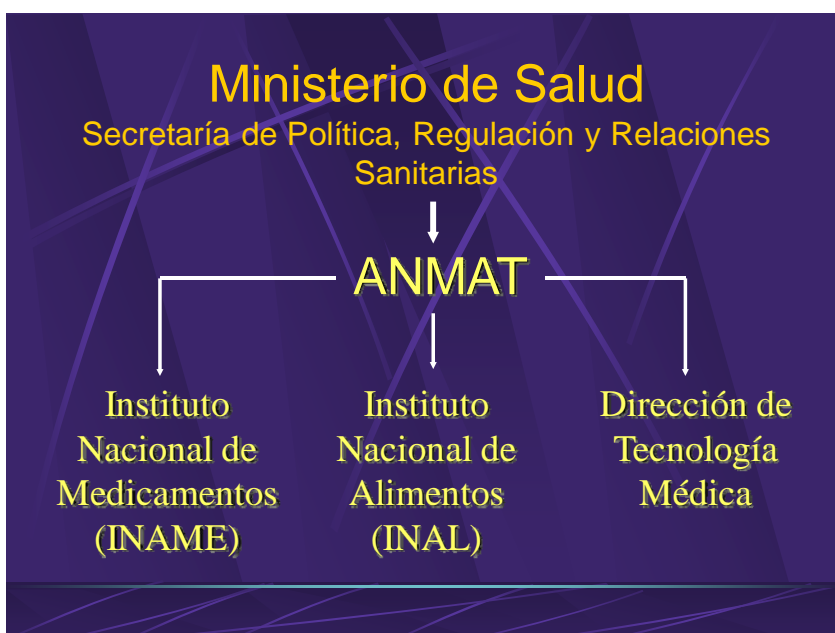 Ministerio de Salud
Secretaría de Política, Regulación y Relaciones
Sanitarias
ANMAT
Instituto
Nacional de
Medicamentos
(INAME)
Instituto
Nacional de
Alimentos
(INAL)
Dirección de
Tecnología
Médica